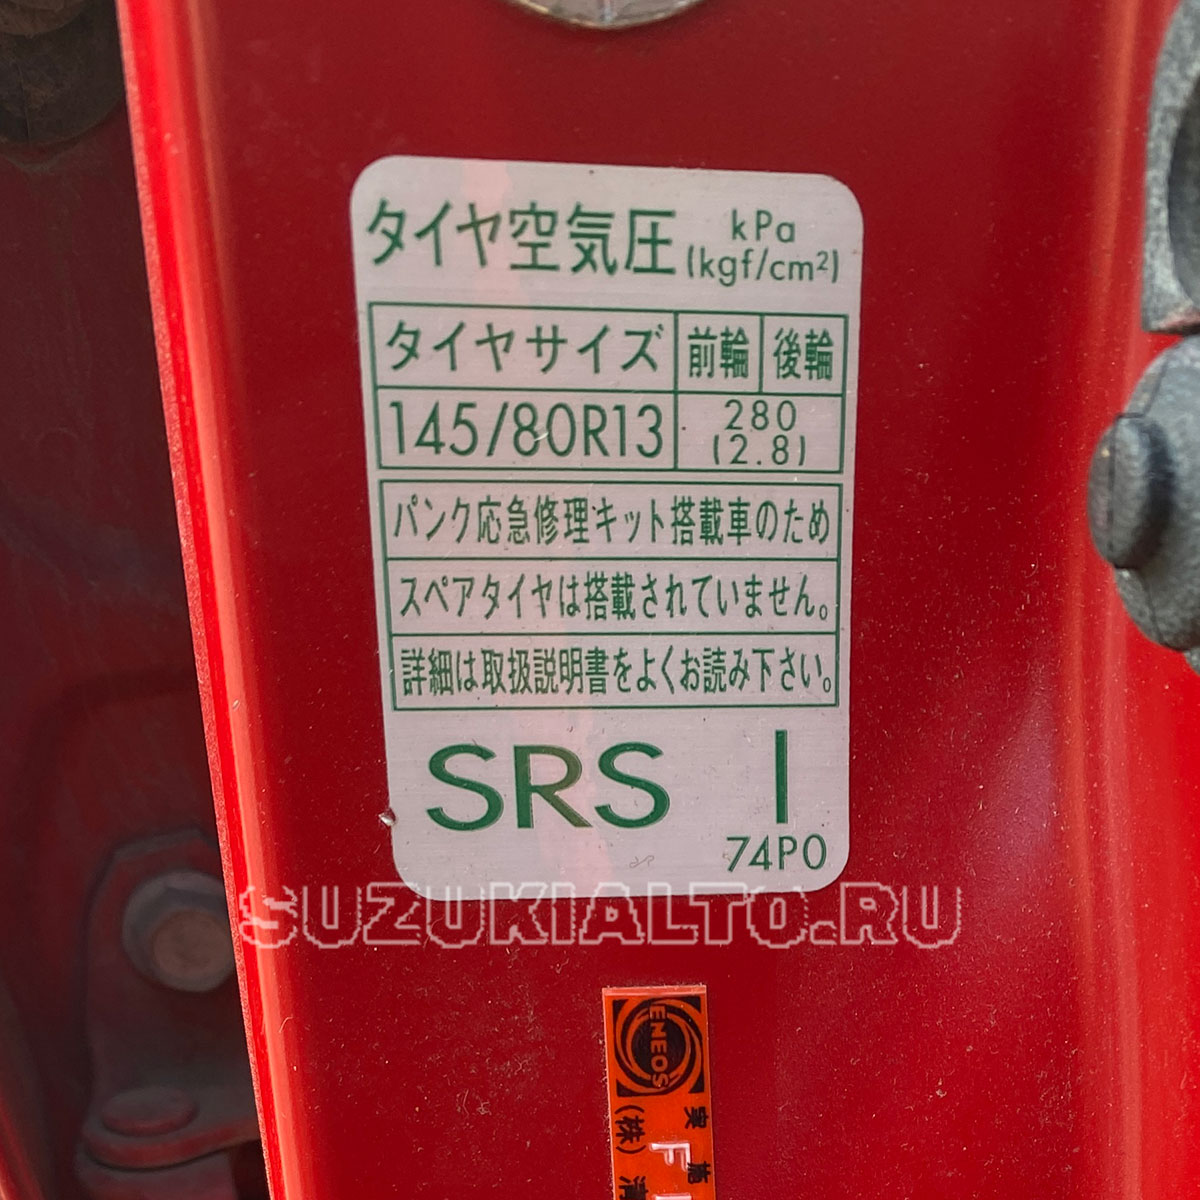 タイヤ空気圧 kPa
(kgf/cm²)
タイヤサイズ 前輪 後輪
145/80R13 280
(2.8)
パンク応急修理キット搭載車のため
スペアタイヤは搭載されていません。
詳細は取扱説明書をよくお読み下さい。
SRS I
74P0
SUZUKIALTO.RU
ENEOS
実施
(株)